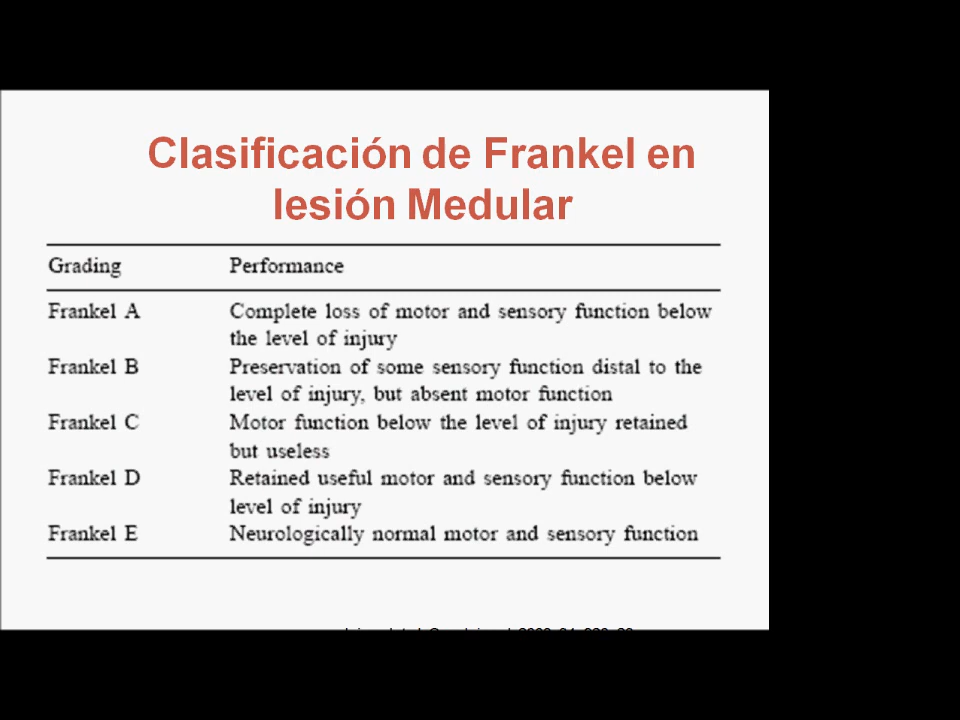 Clasificación de Frankel en
lesión Medular
Grading Performance
Frankel A Complete loss of motor and sensory function below
the level of injury
Frankel B Preservation of some sensory function distal to the
level of injury, but absent motor function
Frankel C Motor function below the level of injury retained
but useless
Frankel D Retained useful motor and sensory function below
level of injury
Frankel E Neurologically normal motor and sensory function